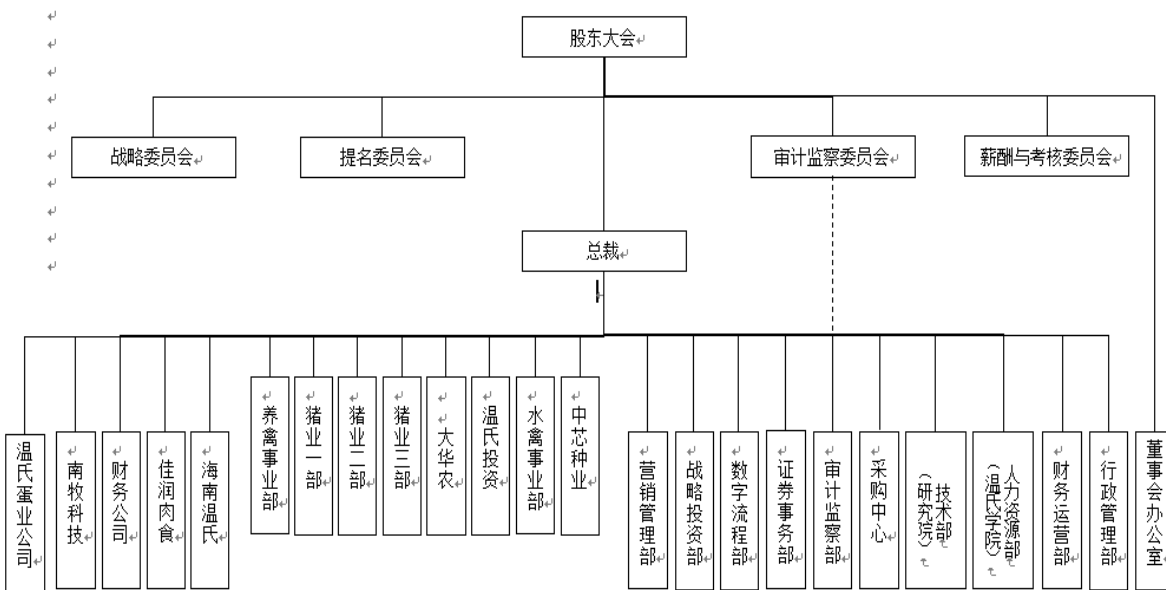 股东大会
战略委员会
提名委员会
审计监察委员会
薪酬与考核委员会
总裁
温氏蛋业公司
南牧科技
财务公司
佳润肉食
海南温氏
养禽事业部
猪业一部
猪业二部
猪业三部
大华农
温氏投资
水禽事业部
中芯种业
营销管理部
战略投资部
数字流程部
证券事务部
审计监察部
采购中心
技术部
（研究院）
人力资源部
（温氏学院）
财务运营部
行政管理部
董事会办公室